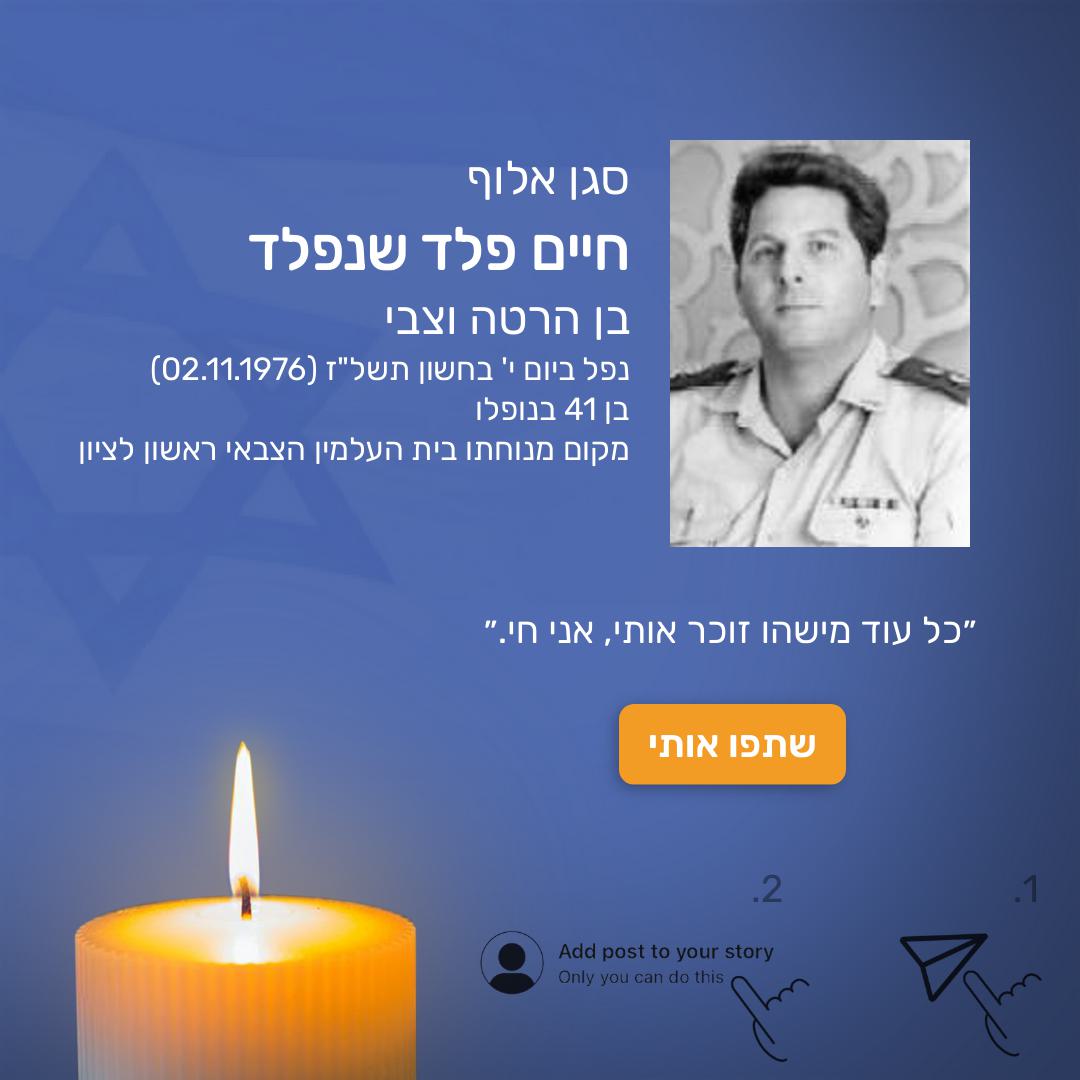 סגן אלוף
חיים פלד שנפלד
בן הרטה וצבי
נפל ביום י' בחשון תשל"ז (02.11.1976)
בן 41 בנופלו
מקום מנוחתו בית העלמין הצבאי ראשון לציון
"כל עוד מישהו זוכר אותי, אני חי."
שתפו אותי
.1
.2
Add post to your story
Only you can do this